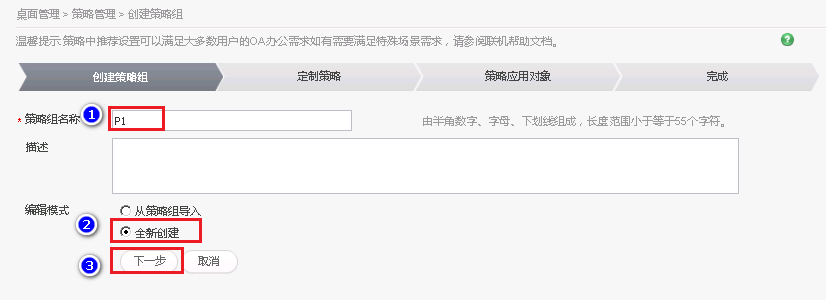 桌面管理 > 策略管理 > 创建策略组
温馨提示:策略中推荐设置可以满足大多数用户的OA办公需求如有需要满足特殊场景需求，请参阅联机帮助文档。 ?
创建策略组 定制策略 策略应用对象 完成
* 策略组名称 1 P1 由半角数字、字母、下划线组成，长度范围小于等于55个字符。
描述
编辑模式 从策略组导入
2 全新创建
3 下一步 取消